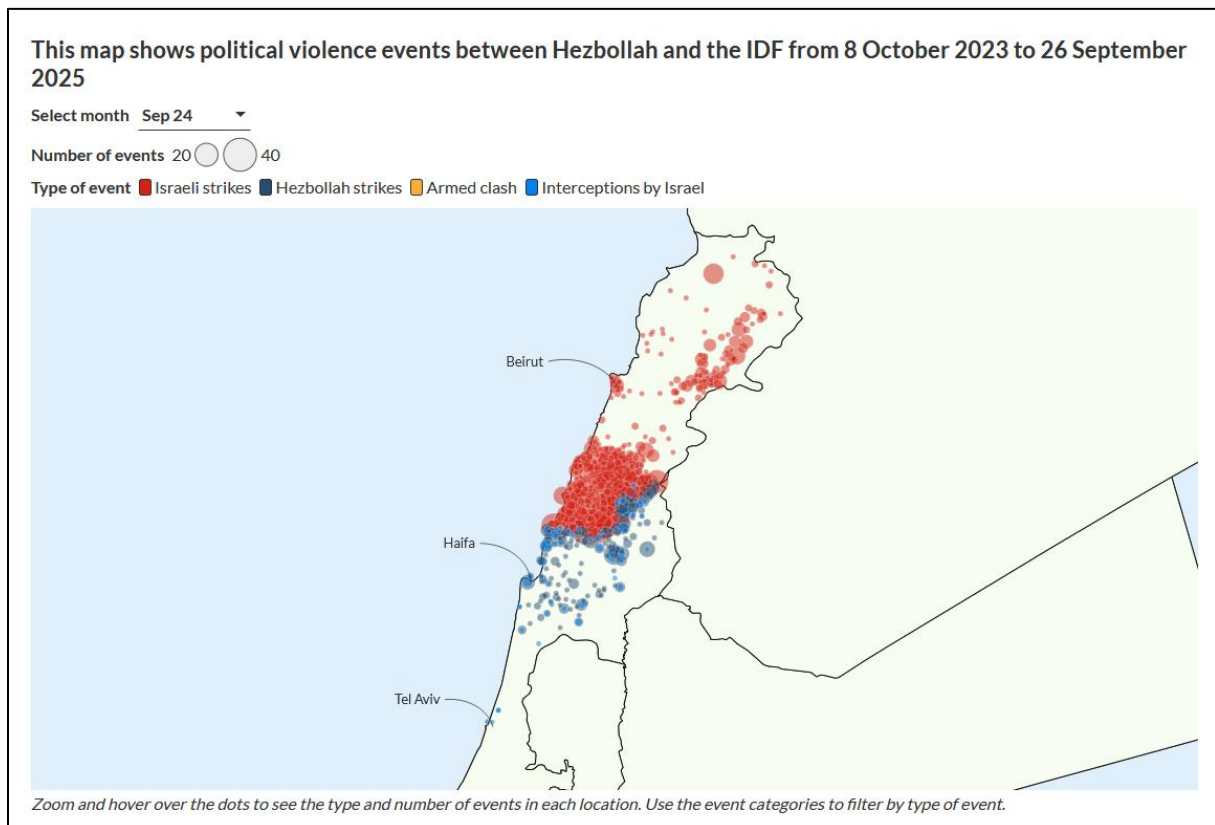 This map shows political violence events between Hezbollah and the IDF from 8 October 2023 to 26 September
2025
Select month Sep 24
Number of events 20 40
Type of event Israeli strikes Hezbollah strikes Armed clash Interceptions by Israel
Beirut
Haifa
Tel Aviv
Zoom and hover over the dots to see the type and number of events in each location. Use the event categories to filter by type of event.